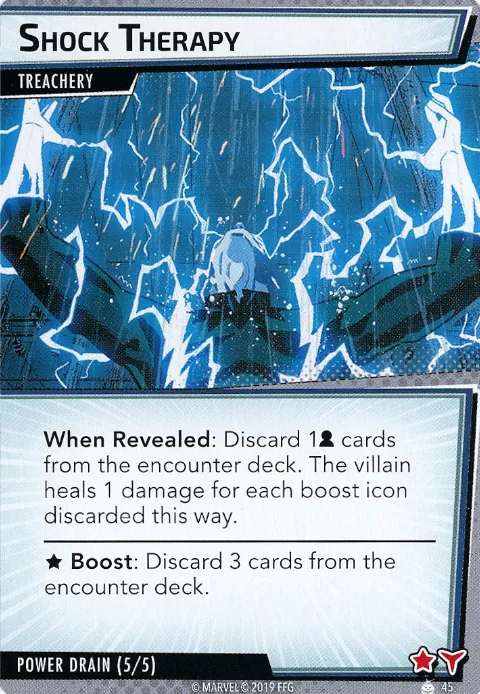 SHOCK THERAPY
TREACHERY
When Revealed: Discard 1 cards
from the encounter deck. The villain
heals 1 damage for each boost icon
discarded this way.
★ Boost: Discard 3 cards from the
encounter deck.
POWER DRAIN (5/5)
© MARVEL © 2019 FFG
45